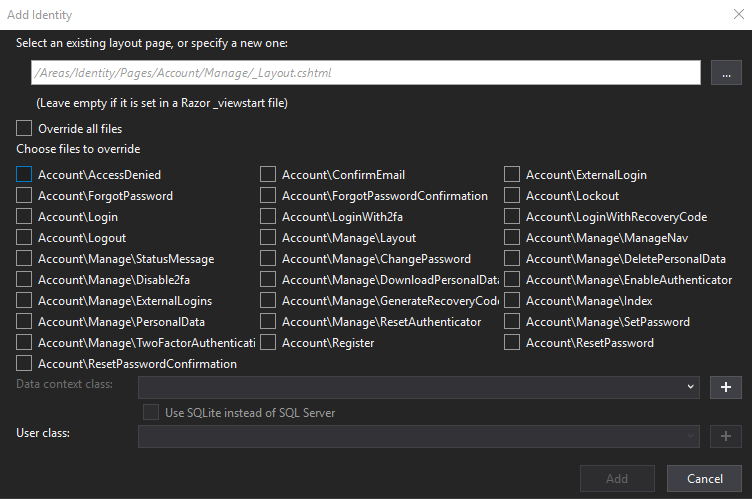 Add Identity
Select an existing layout page, or specify a new one:
/Areas/Identity/Pages/Account/Manage/_Layout.cshtml
...
(Leave empty if it is set in a Razor _viewstart file)
Override all files
Choose files to override
Account\AccessDenied Account\ConfirmEmail Account\ExternalLogin
Account\ForgotPassword Account\ForgotPasswordConfirmation Account\Lockout
Account\Login Account\LoginWith2fa Account\LoginWithRecoveryCode
Account\Logout Account\Manage\Layout Account\Manage\ManageNav
Account\Manage\StatusMessage Account\Manage\ChangePassword Account\Manage\DeletePersonalData
Account\Manage\Disable2fa Account\Manage\DownloadPersonalData Account\Manage\EnableAuthenticator
Account\Manage\ExternalLogins Account\Manage\GenerateRecoveryCode Account\Manage\Index
Account\Manage\PersonalData Account\Manage\ResetAuthenticator Account\Manage\SetPassword
Account\Manage\TwoFactorAuthenticati Account\Register Account\ResetPassword
Account\ResetPasswordConfirmation
Data context class:
Use SQLite instead of SQL Server
User class:
Add Cancel